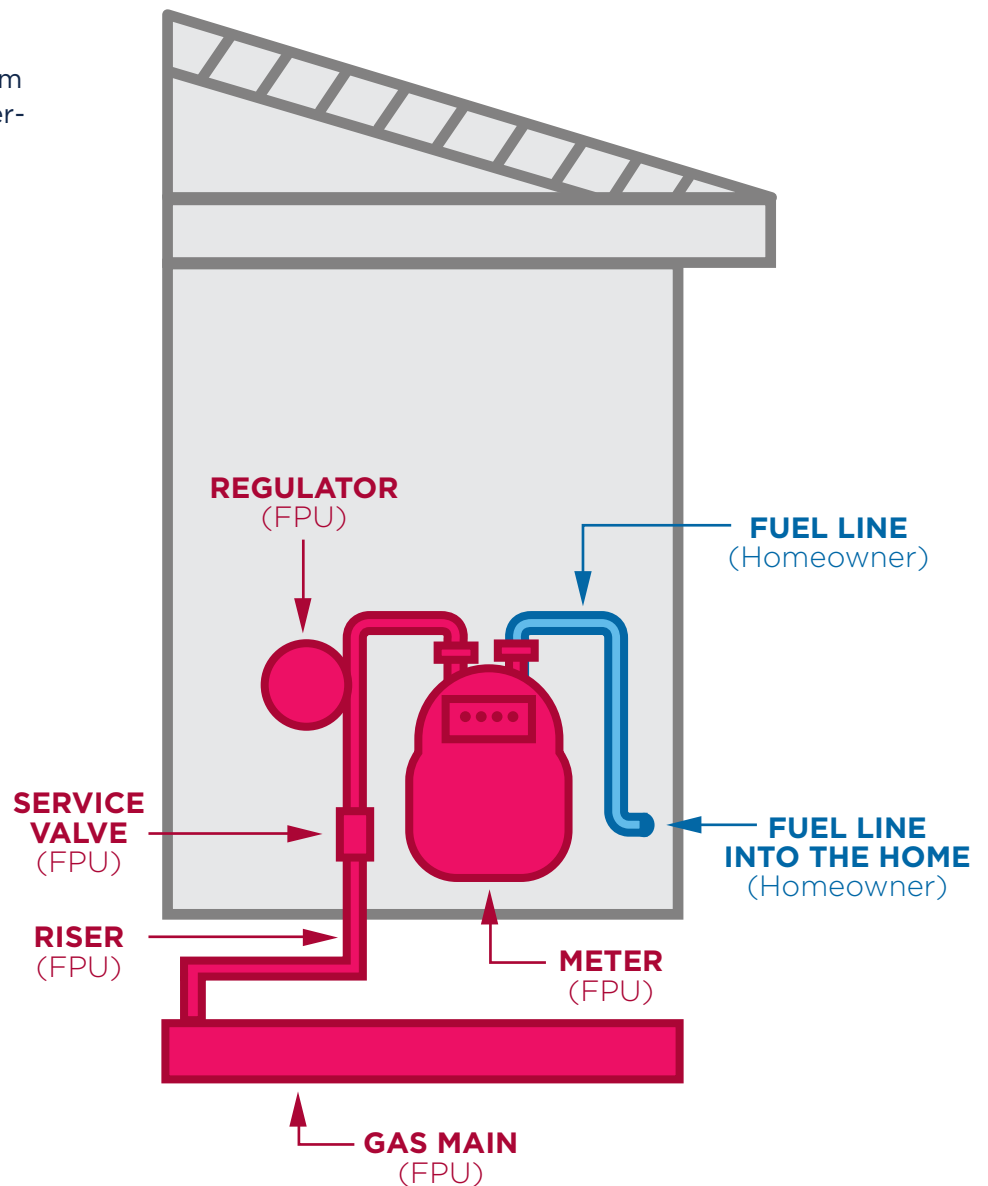 m
er-
REGULATOR
(FPU)
FUEL LINE
(Homeowner)
SERVICE
VALVE
(FPU)
FUEL LINE
INTO THE HOME
(Homeowner)
RISER
(FPU)
METER
(FPU)
GAS MAIN
(FPU)